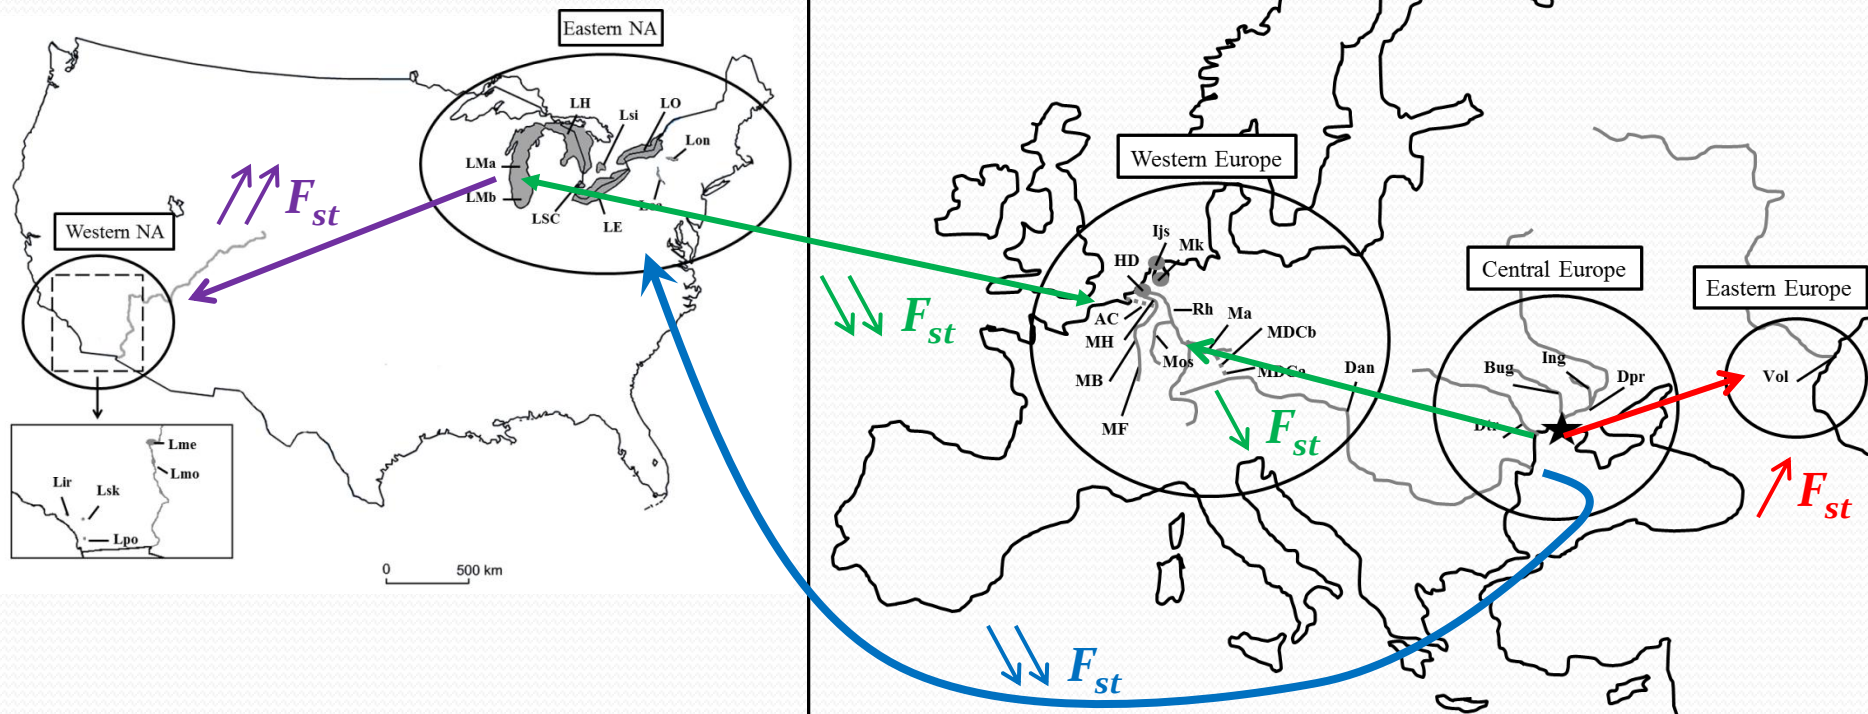 Eastern NA
LH
Lsi
LO
Lon
LMa
LMb
LSC
LE
Fst
Western NA
Lme
Lmo
Lir
Lsk
Lpo
0 500 km
Western Europe
Ijs
Mk
HD
Rh
AC
MH
Ma
MDCb
Mos
MDCa
MB
MF
Dan
Fst
Fst
Fst
Central Europe
Eastern Europe
Bug
Ing
Dpr
Vol
Fst